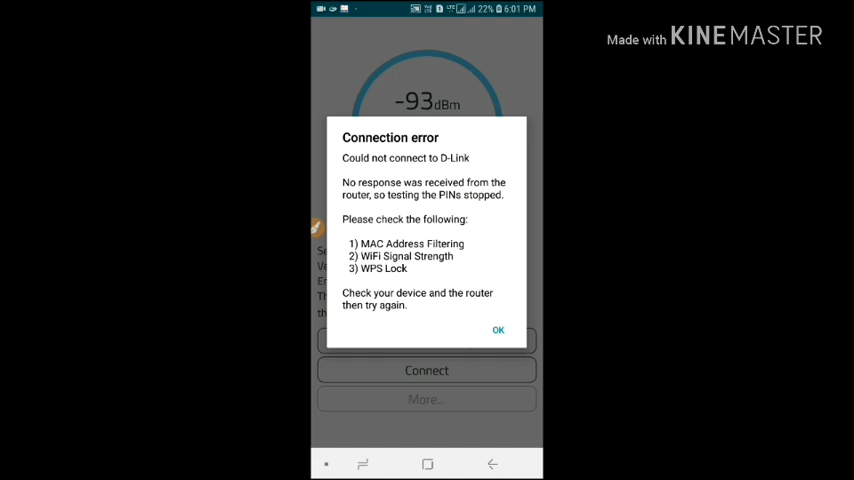 22% 6:01 PM
Made with KINEMASTER
-93dBm
Connection error
Could not connect to D-Link
No response was received from the
router, so testing the PINs stopped.
Please check the following:
1) MAC Address Filtering
2) WiFi Signal Strength
3) WPS Lock
Check your device and the router
then try again.
OK
Connect
More...